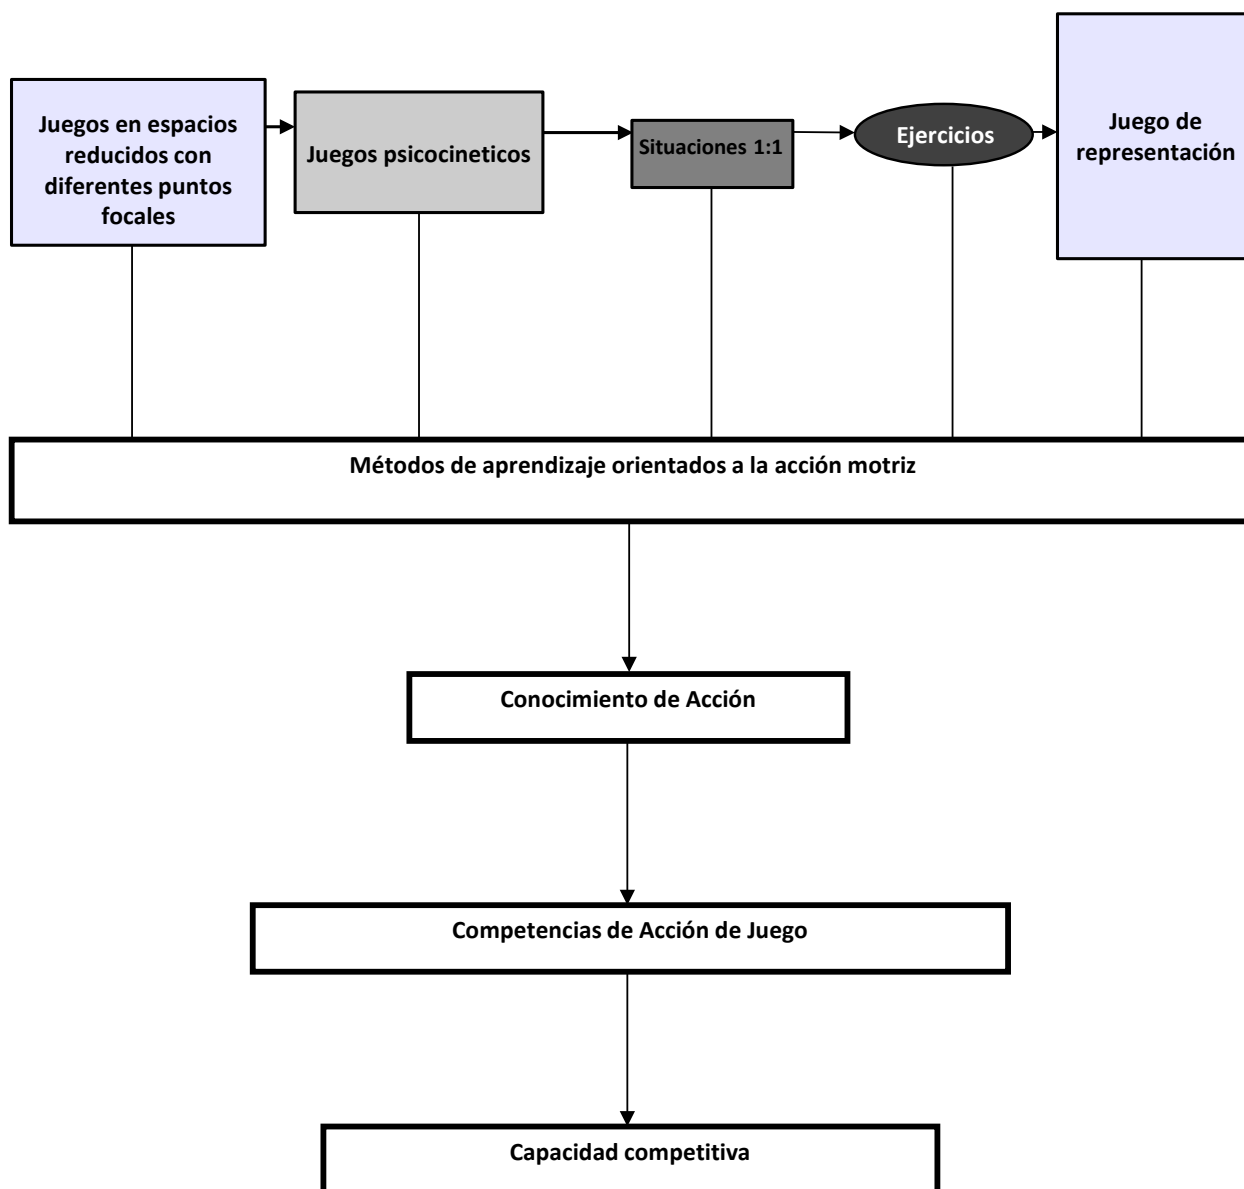 Juegos en espacios
reducidos con
diferentes puntos
focales
Juegos psicocineticos
Situaciones 1:1
Ejercicios
Juego de
representación
Métodos de aprendizaje orientados a la acción motriz
Conocimiento de Acción
Competencias de Acción de Juego
Capacidad competitiva